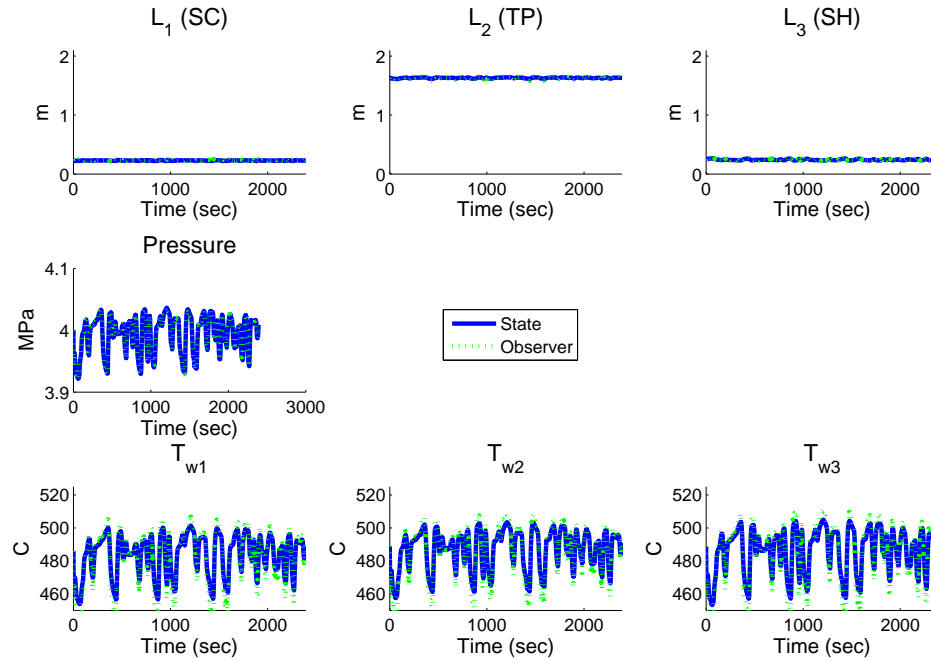 L1 (SC)
L2 (TP)
L3 (SH)
2
1
0
m
0 1000 2000
Time (sec)
2
1
0
m
0 1000 2000
Time (sec)
2
1
0
m
0 1000 2000
Time (sec)
Pressure
4.1
4
3.9
MPa
0 1000 2000 3000
Time (sec)
State
Observer
Tw1
Tw2
Tw3
520
500
480
460
C
0 1000 2000
Time (sec)
520
500
480
460
C
0 1000 2000
Time (sec)
520
500
480
460
C
0 1000 2000
Time (sec)